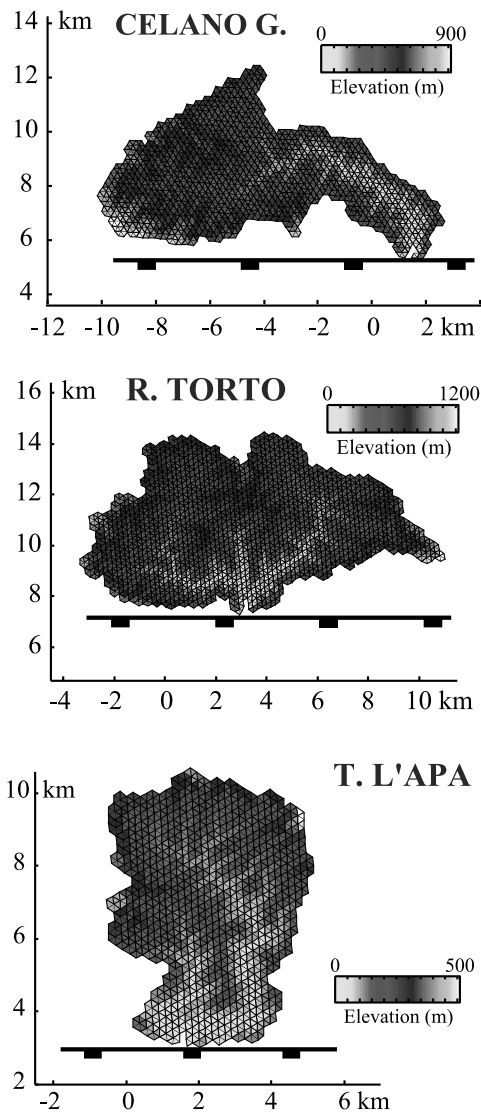 14 km CELANO G.
0 900
Elevation (m)
12
10
8
6
4
-12 -10 -8 -6 -4 -2 0 2 km
16 km R. TORTO
0 1200
Elevation (m)
14
12
10
8
6
-4 -2 0 2 4 6 8 10 km
T. L'APA
10 km
8
6
0 500
Elevation (m)
4
2
-2 0 2 4 6 km